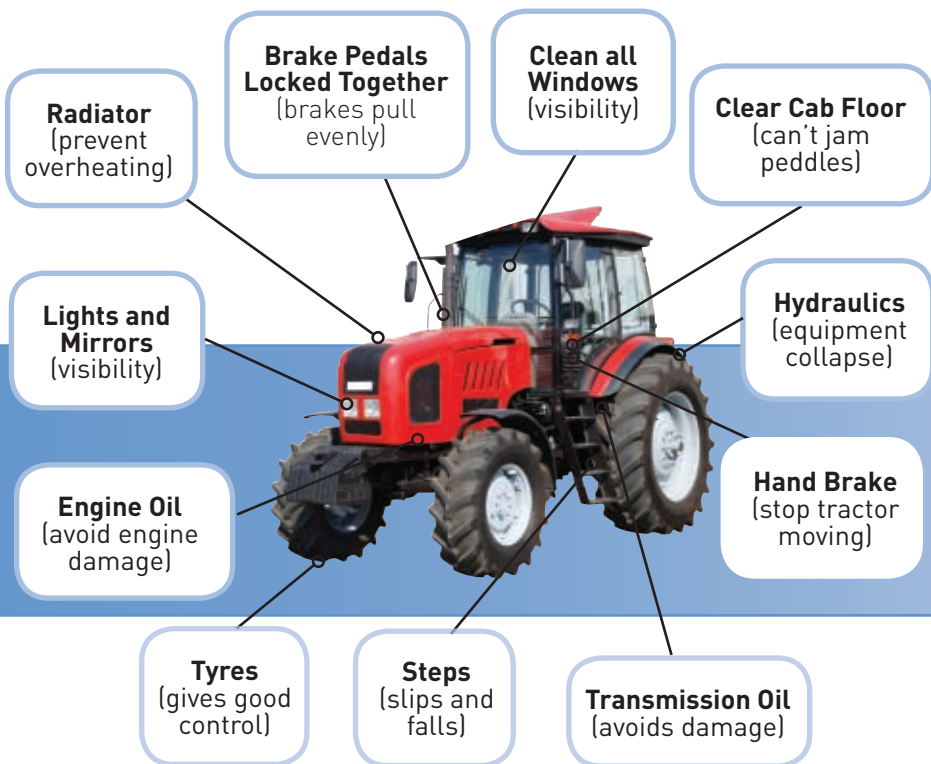 Radiator
(prevent
overheating)
Brake Pedals
Locked Together
(brakes pull
evenly)
Clean all
Windows
(visibility)
Clear Cab Floor
(can't jam
peddles)
Lights and
Mirrors
(visibility)
Hydraulics
(equipment
collapse)
Engine Oil
(avoid engine
damage)
Hand Brake
(stop tractor
moving)
Tyres
(gives good
control)
Steps
(slips and
falls)
Transmission Oil
(avoids damage)